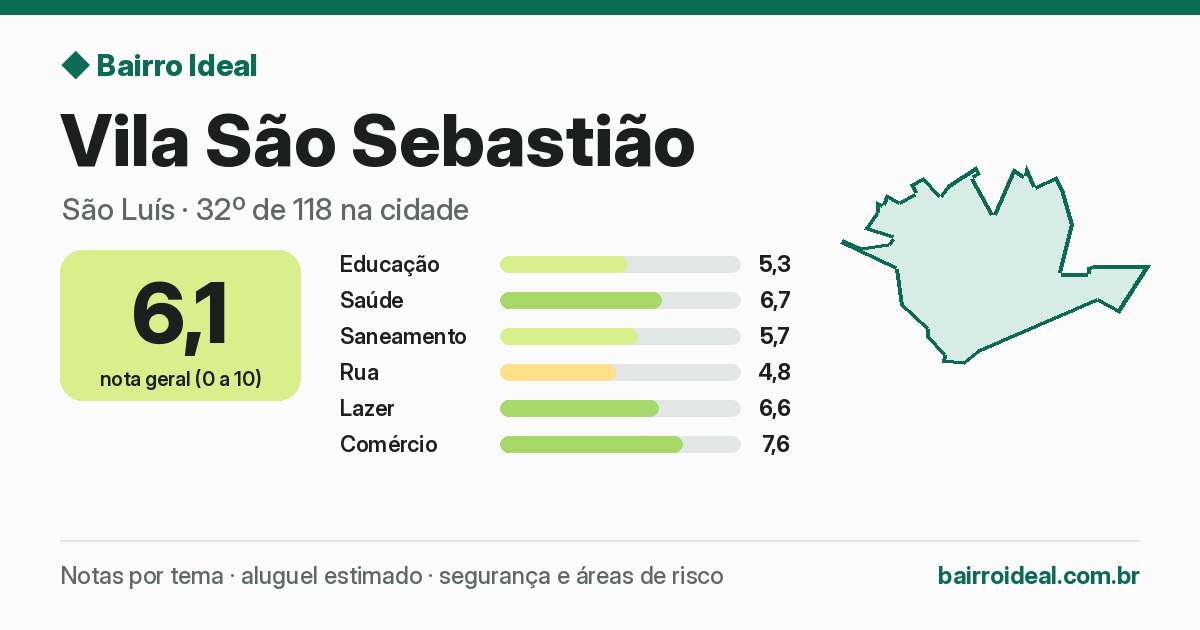 Bairro Ideal
Vila São Sebastião
São Luís · 32º de 118 na cidade
6,1
nota geral (0 a 10)
Educação 5,3
Saúde 6,7
Saneamento 5,7
Rua 4,8
Lazer 6,6
Comércio 7,6
Notas por tema · aluguel estimado · segurança e áreas de risco
bairroideal.com.br